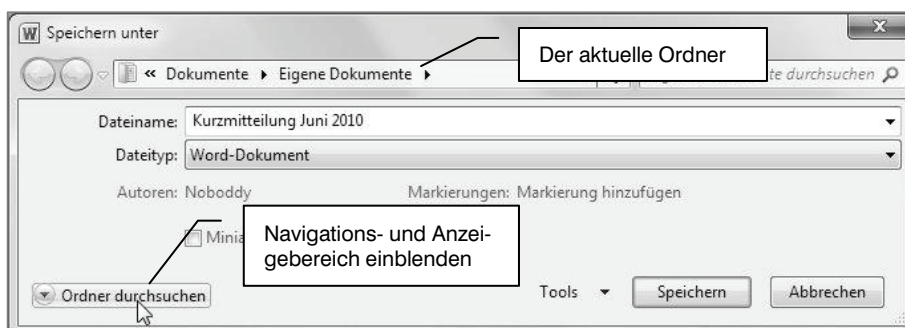 W Speichern unter
Der aktuelle Ordner
« Dokumente ▸ Eigene Dokumente ▸
te durchsuchen
Dateiname: Kurzmitteilung Juni 2010
Dateityp: Word-Dokument
Autoren: Noboddy Markierungen: Markierung hinzufügen
Minia
Navigations- und Anzei-
gebereich einblenden
Ordner durchsuchen
Tools Speichern Abbrechen